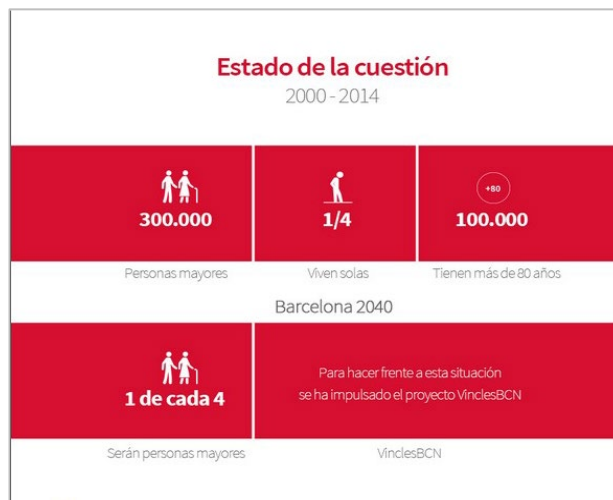 Estado de la cuestión
2000 - 2014
300.000
1/4
+80
100.000
Personas mayores
Viven solas
Tienen más de 80 años
Barcelona 2040
1 de cada 4
Para hacer frente a esta situación
se ha impulsado el proyecto VinclesBCN
Serán personas mayores
VinclesBCN